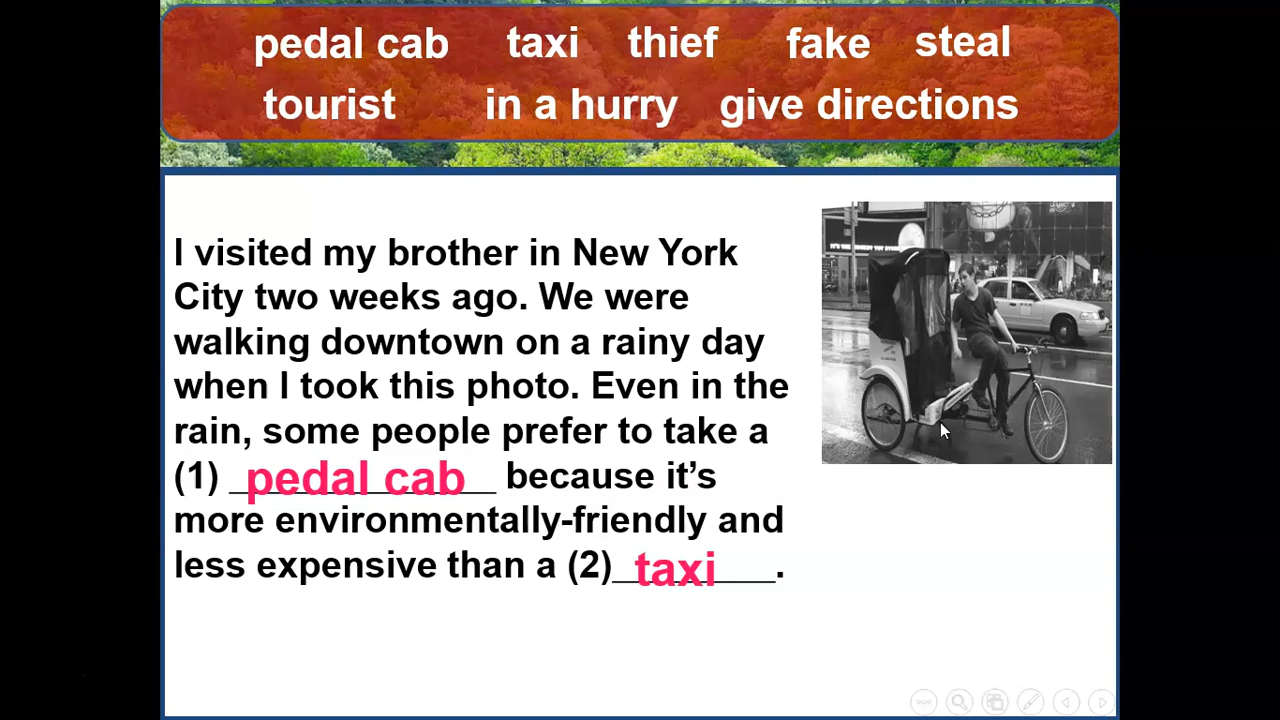 pedal cab taxi thief fake steal
tourist in a hurry give directions
I visited my brother in New York
City two weeks ago. We were
walking downtown on a rainy day
when I took this photo. Even in the
rain, some people prefer to take a
(1) pedal cab because it’s
more environmentally-friendly and
less expensive than a (2) taxi.